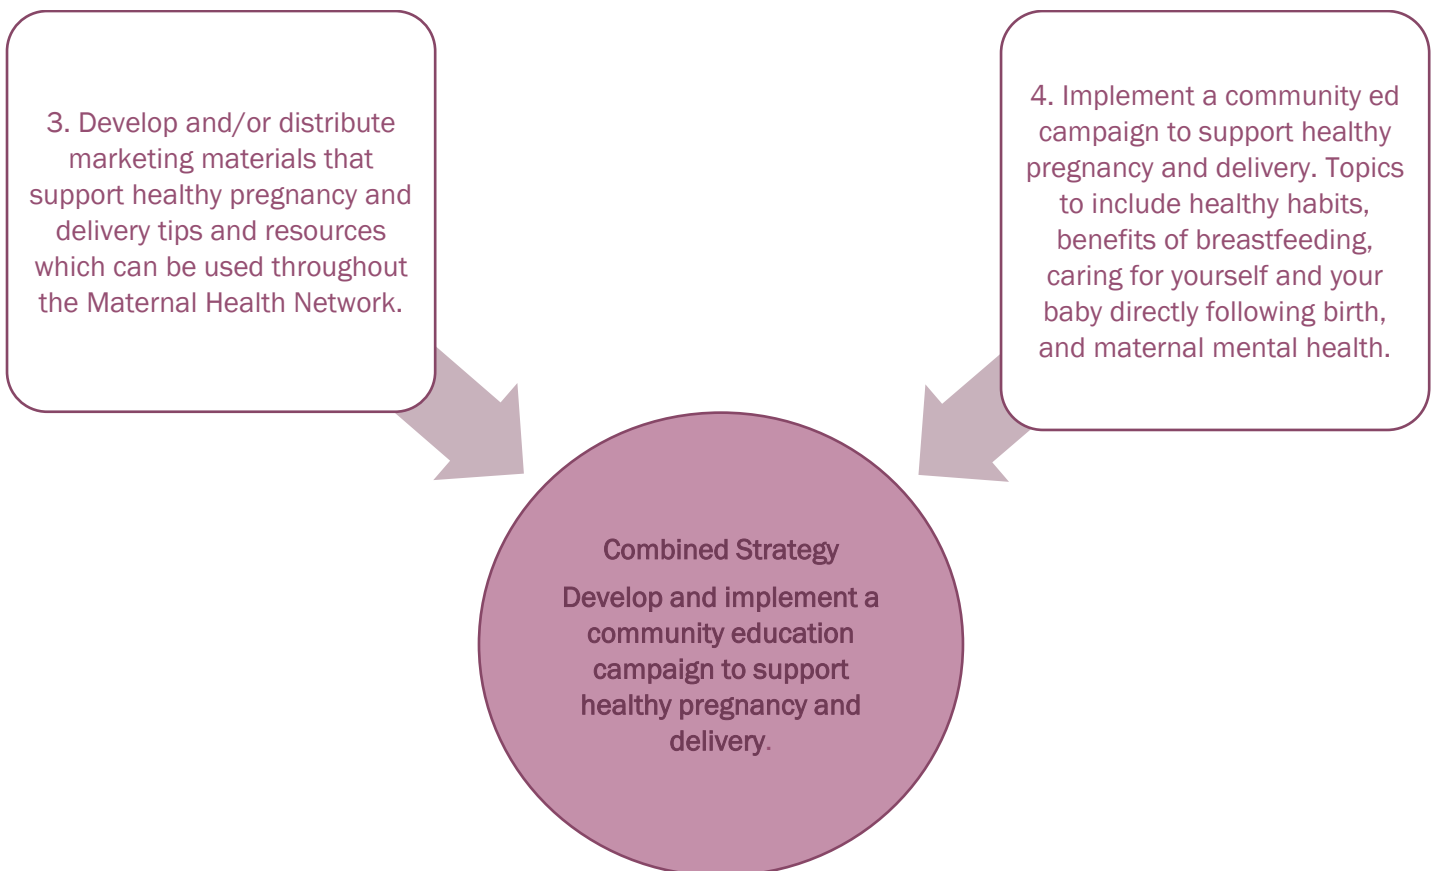 3. Develop and/or distribute
marketing materials that
support healthy pregnancy and
delivery tips and resources
which can be used throughout
the Maternal Health Network.
4. Implement a community ed
campaign to support healthy
pregnancy and delivery. Topics
to include healthy habits,
benefits of breastfeeding,
caring for yourself and your
baby directly following birth,
and maternal mental health.
Combined Strategy
Develop and implement a
community education
campaign to support
healthy pregnancy and
delivery.